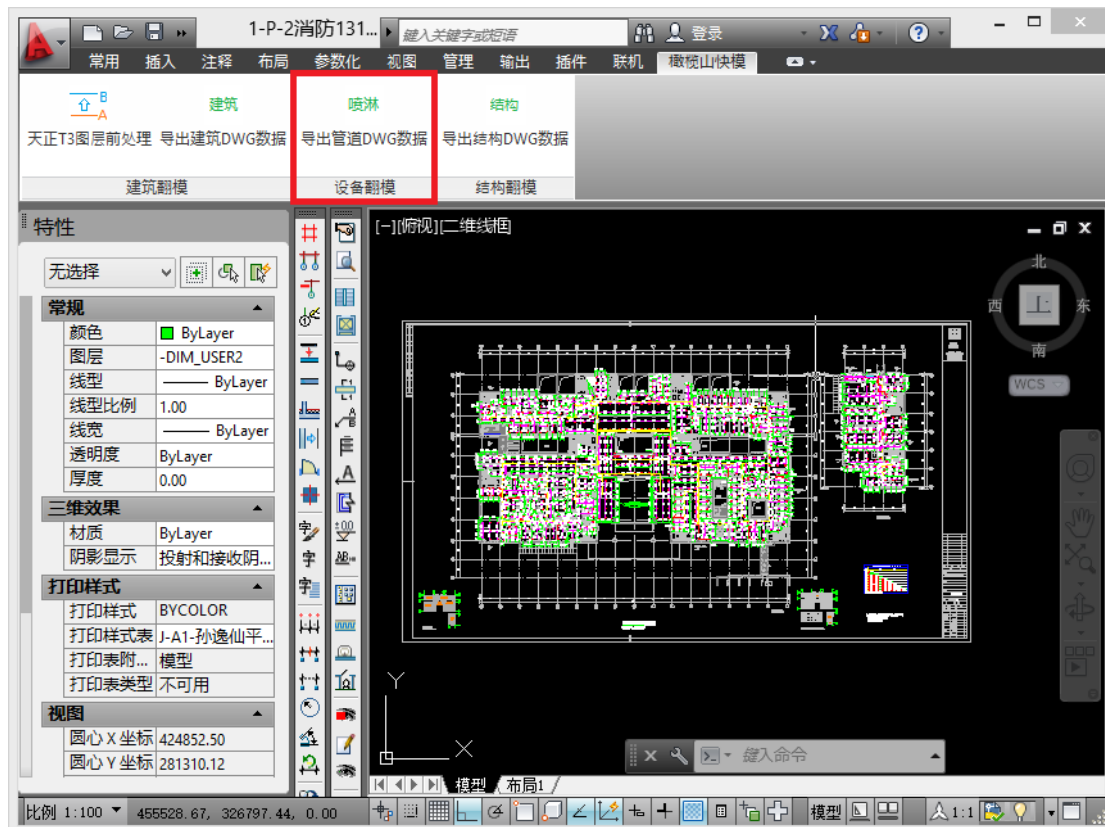 1-P-2消防131...
键入关键字或短语
登录
常用 插入 注释 布局 参数化 视图 管理 输出 插件 联机 橄榄山快模
B
A
建筑 喷淋 结构
天正T3图层前处理 导出建筑DWG数据 导出管道DWG数据 导出结构DWG数据
建筑翻模 设备翻模 结构翻模
特性
无选择
常规
颜色 ByLayer
图层 -DIM_USER2
线型 ByLayer
线型比例 1.00
线宽 ByLayer
透明度 ByLayer
厚度 0.00
三维效果
材质 ByLayer
阴影显示 投射和接收阴...
打印样式
打印样式 BYCOLOR
打印样式表 J-A1-孙逸仙平...
打印表附... 模型
打印表类型 不可用
视图
圆心 X 坐标 424852.50
圆心 Y 坐标 281310.12
[-][俯视][二维线框]
北
西 上 东
南
WCS
Y
X
键入命令
模型 布局1
比例 1:100 455528.67, 326797.44, 0.00 模型 1:1